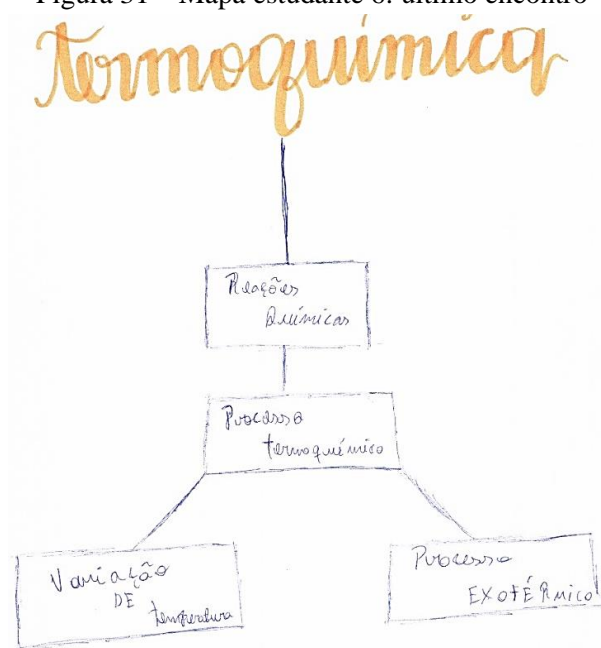 Figura 31 – Mapa estudante 8: último encontro
Termoquímica
Reações
Químicas
Processo
termoquímico
Variação
DE
temperatura
Processo
EXOTÉRMICO